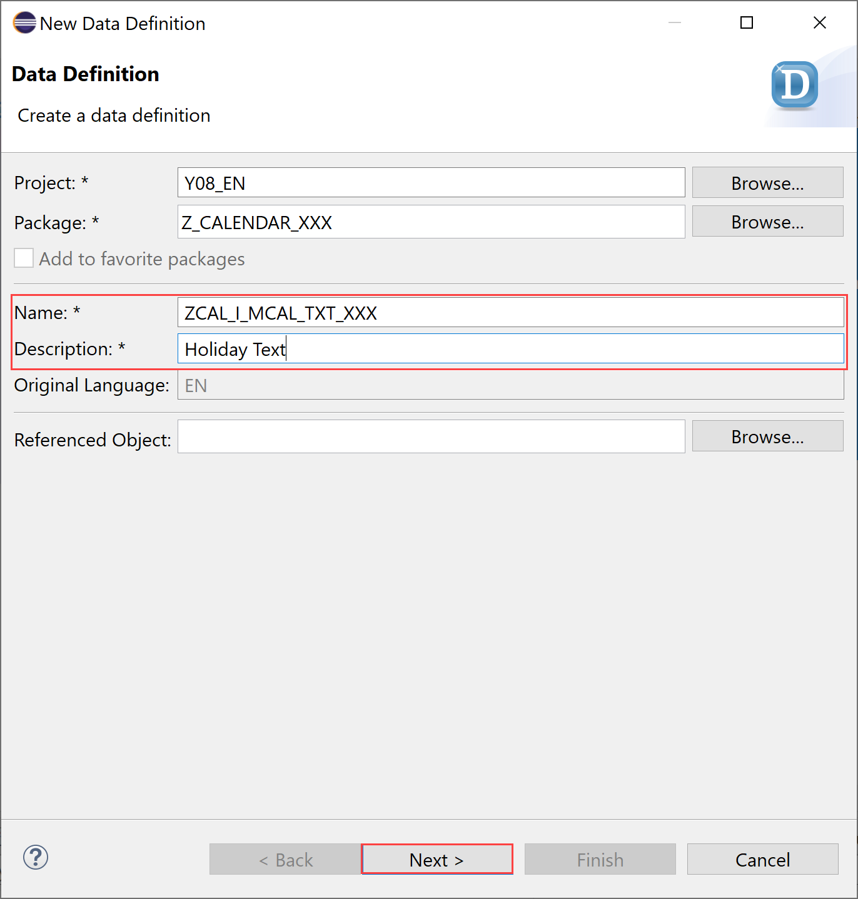 New Data Definition
Data Definition
D
Create a data definition
Project: * Y08_EN Browse...
Package: * Z_CALENDAR_XXX Browse...
Add to favorite packages
Name: * ZCAL_I_MCAL_TXT_XXX
Description: * Holiday Text
Original Language: EN
Referenced Object: Browse...
? < Back Next > Finish Cancel